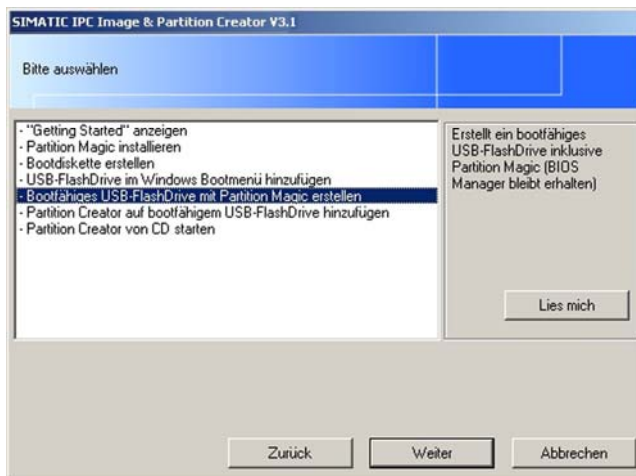 SIMATIC IPC Image & Partition Creator V3.1
Bitte auswählen
- "Getting Started" anzeigen
- Partition Magic installieren
- Bootdiskette erstellen
- USB-FlashDrive im Windows Bootmenü hinzufügen
- Bootfähiges USB-FlashDrive mit Partition Magic erstellen
- Partition Creator auf bootfähigem USB-FlashDrive hinzufügen
- Partition Creator von CD starten
Erstellt ein bootfähiges
USB-FlashDrive inklusive
Partition Magic (BIOS
Manager bleibt erhalten)
Lies mich
Zurück
Weiter
Abbrechen